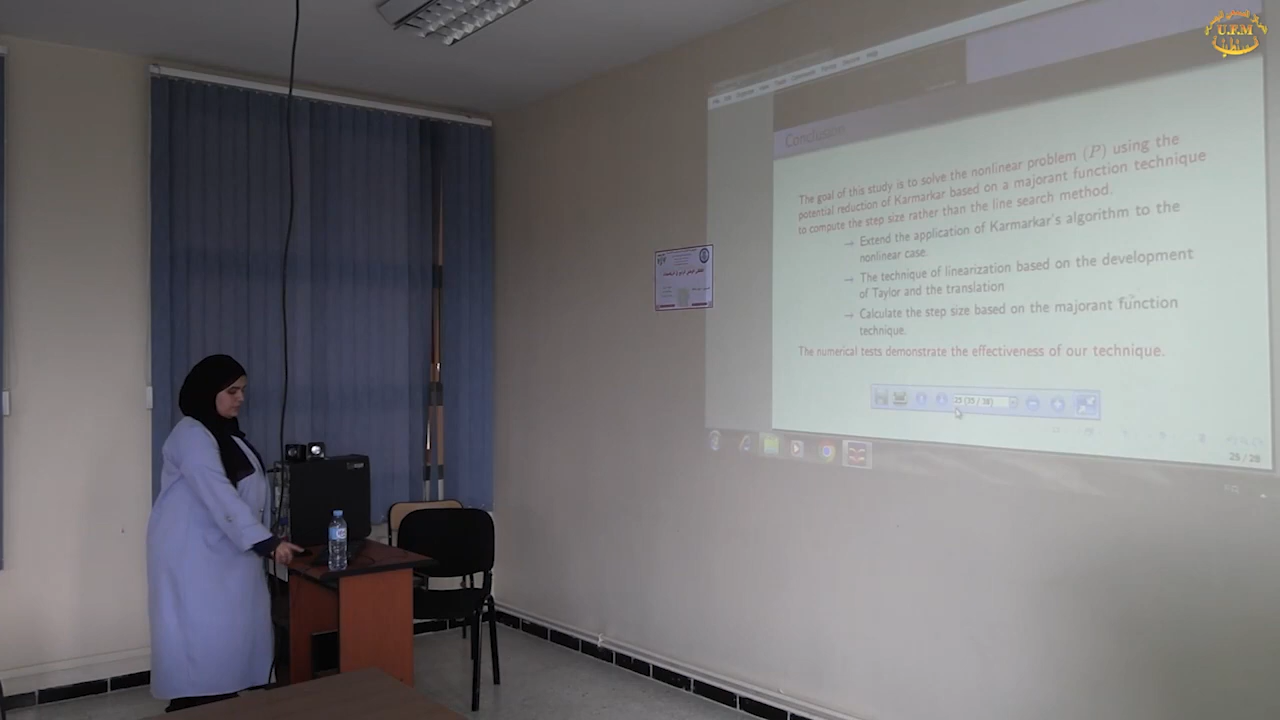 U.P.M
Conclusion
The goal of this study is to solve the nonlinear problem (P) using the
potential reduction of Karmarkar based on a majorant function technique
to compute the step size rather than the line search method.
→ Extend the application of Karmarkar's algorithm to the
nonlinear case.
→ The technique of linearization based on the development
of Taylor and the translation
→ Calculate the step size based on the majorant function
technique.
The numerical tests demonstrate the effectiveness of our technique.
25 / 28